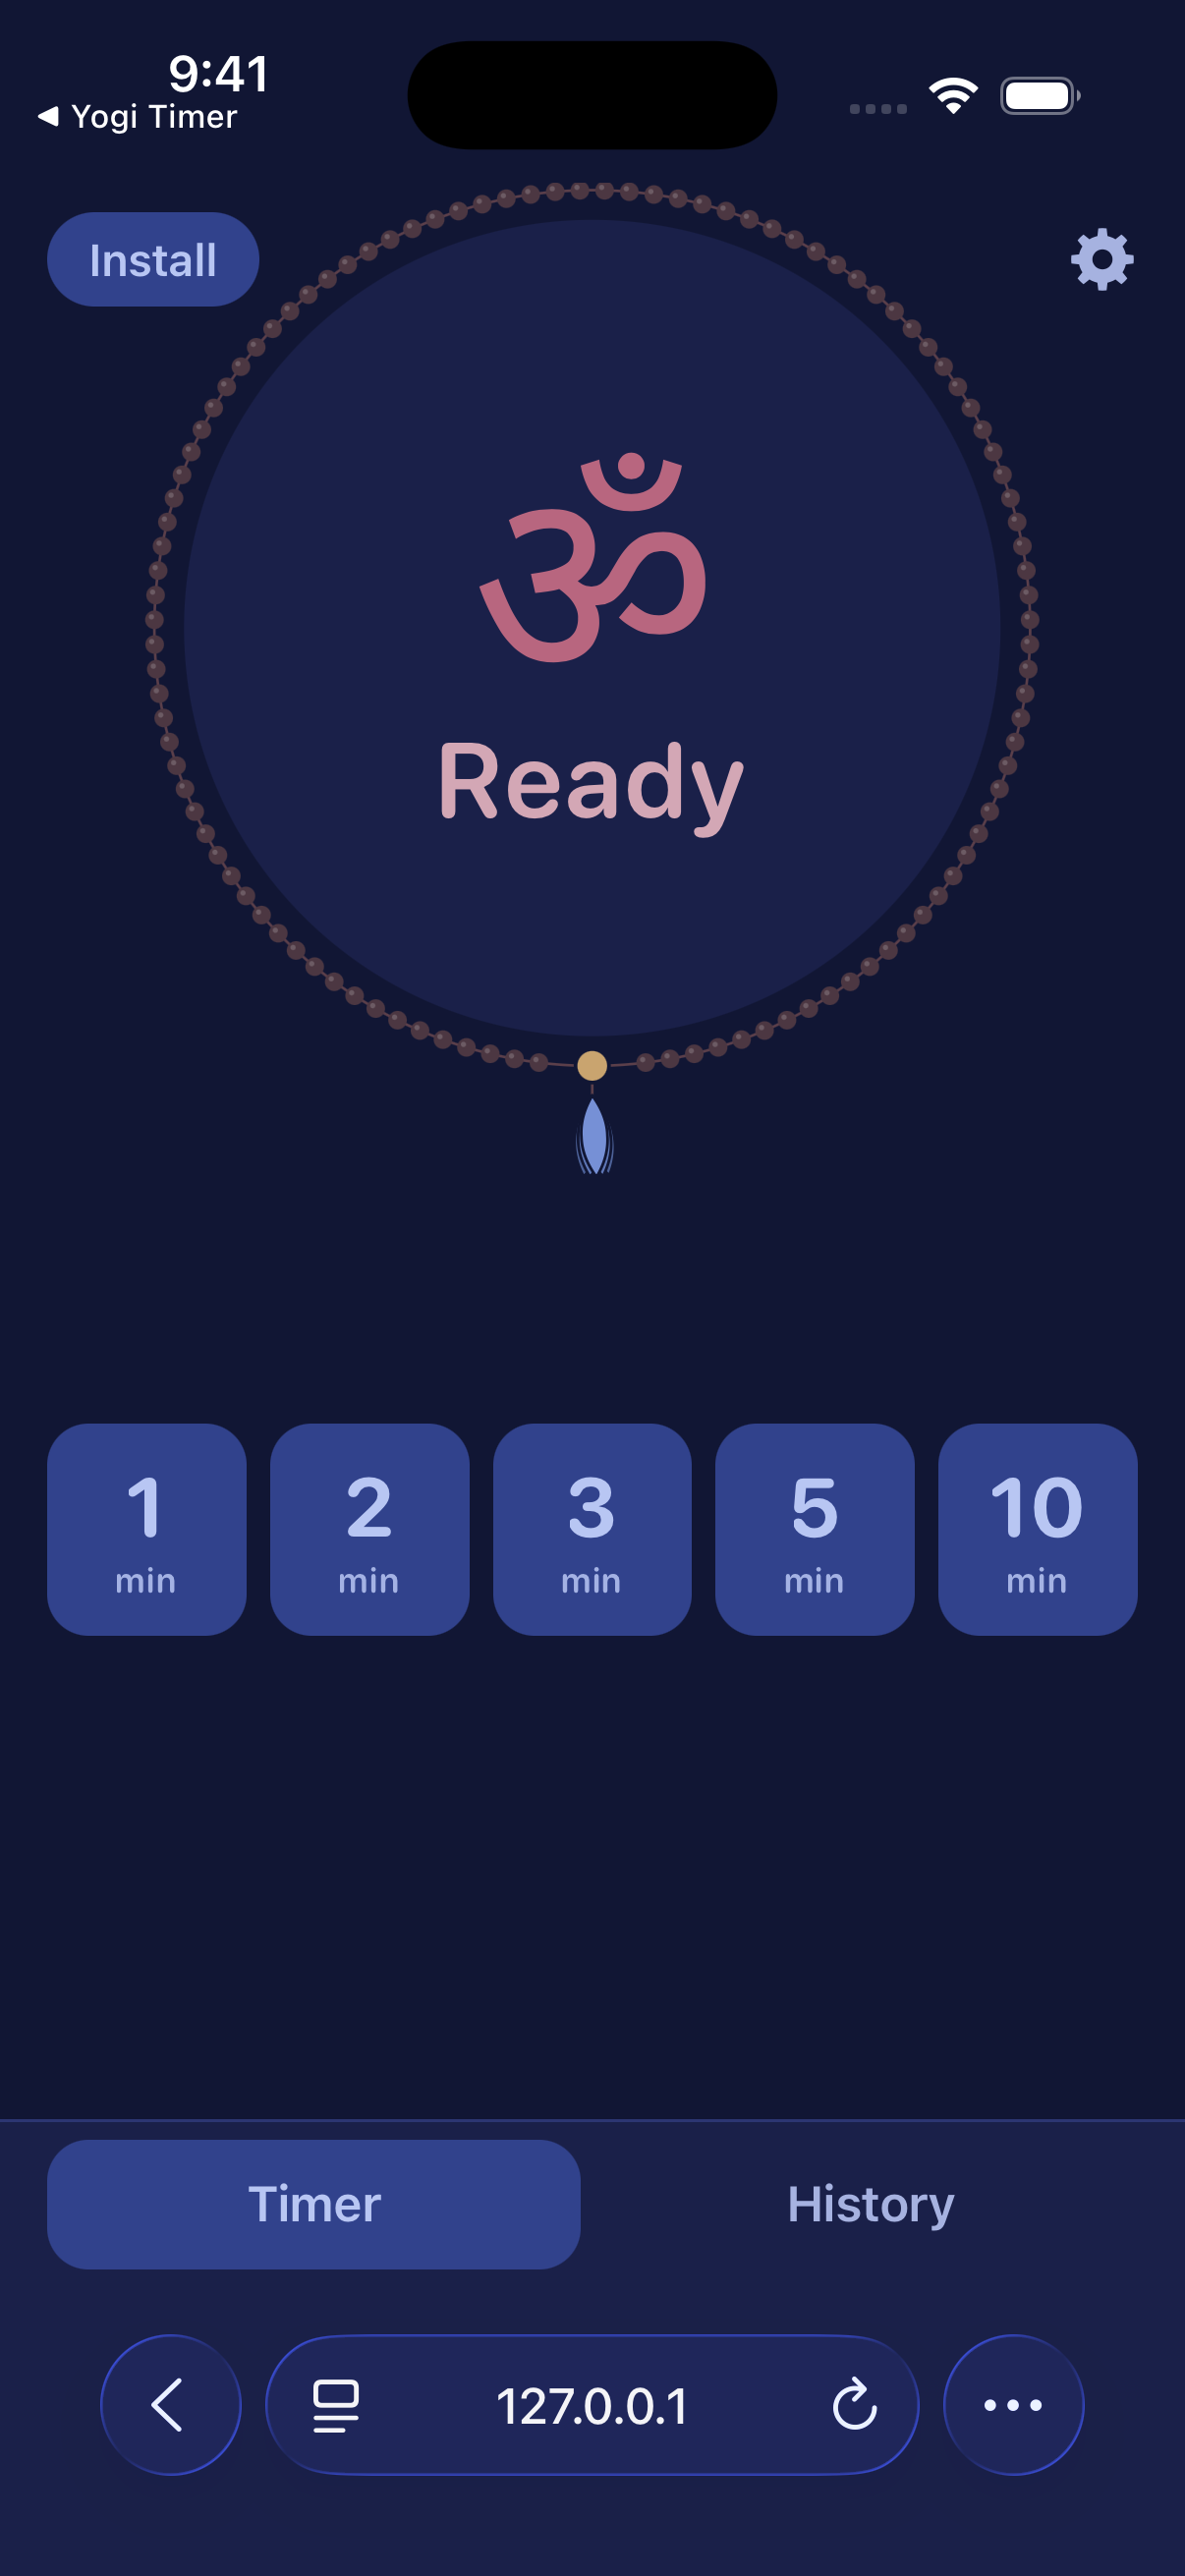 9:41
Yogi Timer
Install
ॐ
Ready
1 2 3 5 10
min min min min min
Timer History
127.0.0.1